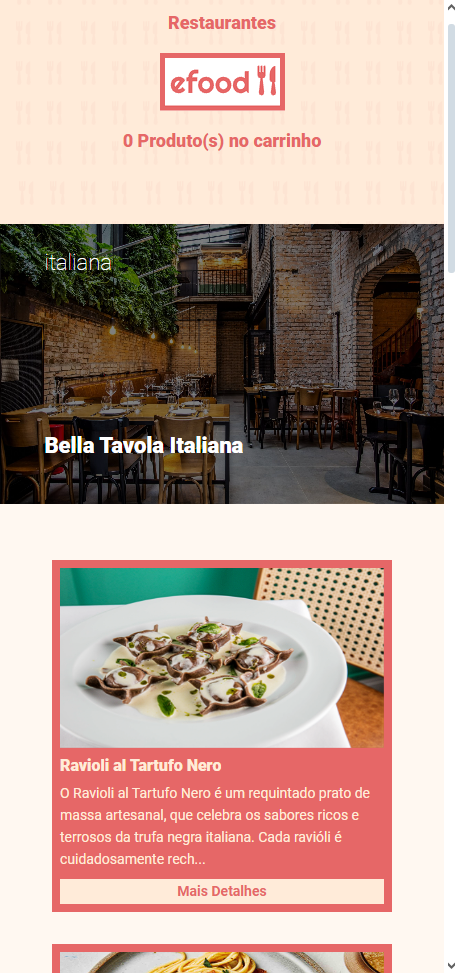 Restaurantes
efood
0 Produto(s) no carrinho
italiana
Bella Tavola Italiana
Ravioli al Tartufo Nero
O Ravioli al Tartufo Nero é um requintado prato de
massa artesanal, que celebra os sabores ricos e
terrosos da trufa negra italiana. Cada ravióli é
cuidadosamente rech...
Mais Detalhes